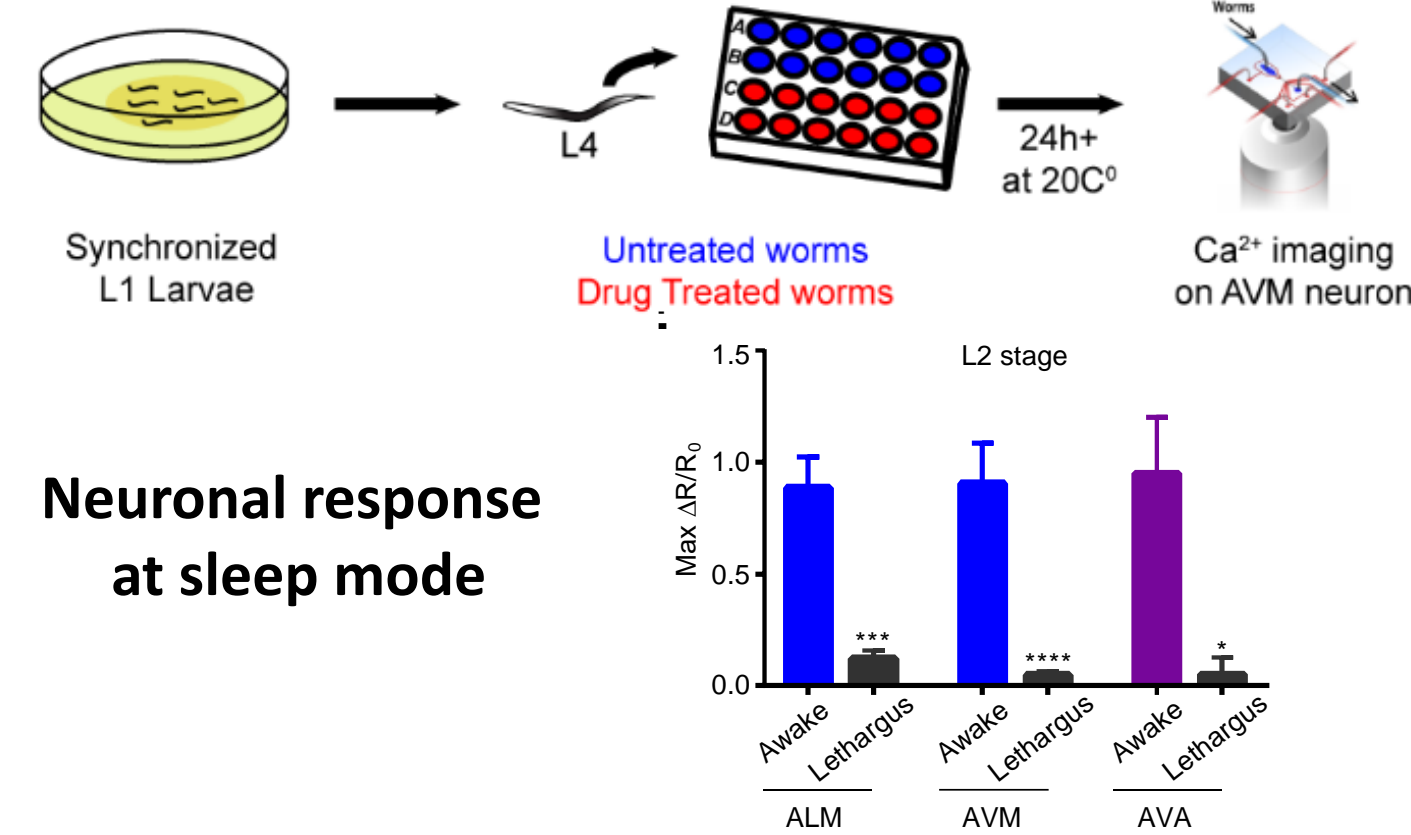 Worms
A
B
C
D
L4
24h+
at 20C⁰
Synchronized
L1 Larvae
Untreated worms
Drug Treated worms
Ca²⁺ imaging
on AVM neuron
Neuronal response
at sleep mode
L2 stage
Max ΔR/R₀
1.5
1.0
0.5
0.0
***
****
*
Awake
Lethargus
Awake
Lethargus
Awake
Lethargus
ALM
AVM
AVA